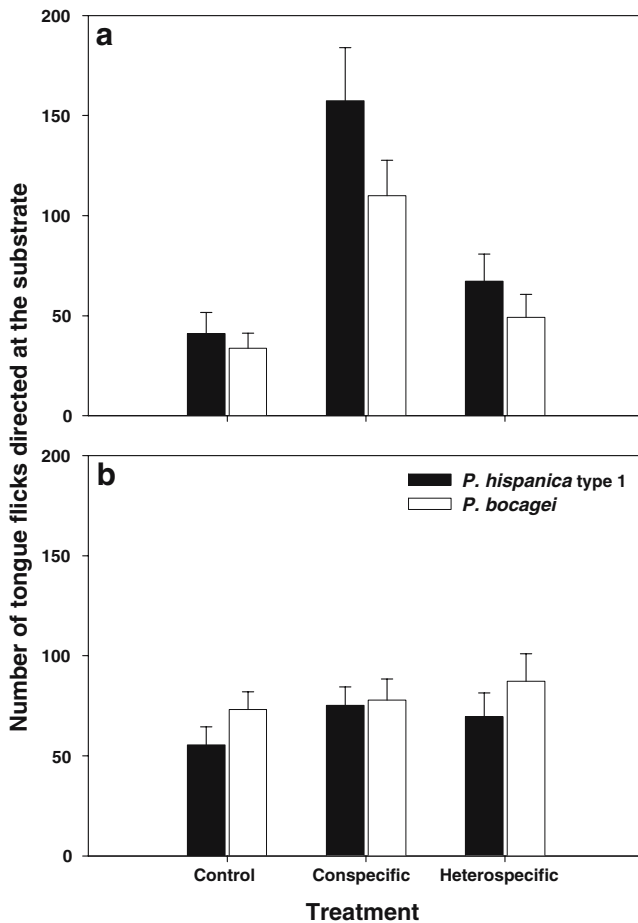 Number of tongue flicks directed at the substrate
a
200
150
100
50
0
b
P. hispanica type 1
P. bocagei
200
150
100
50
0
Control Conspecific Heterospecific
Treatment